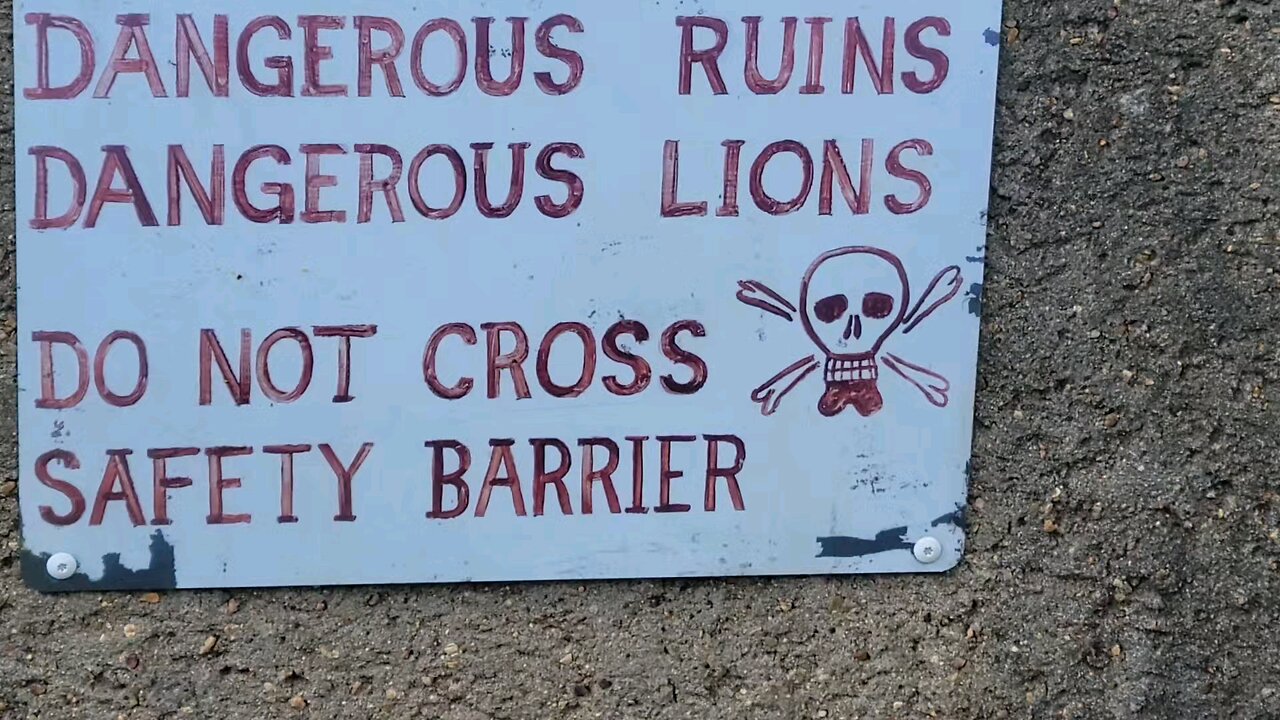 DANGEROUS RUINS
DANGEROUS LIONS
DO NOT CROSS
SAFETY BARRIER